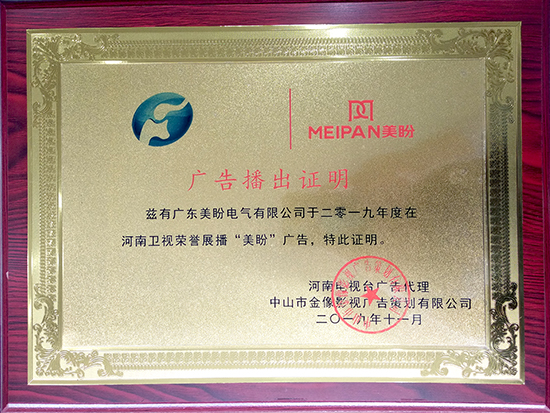 MEIPAN美盼
广告播出证明
兹有广东美盼电气有限公司于二零一九年度在
河南卫视荣誉展播“美盼”广告，特此证明。
河南电视台广告代理
中山市金像影视广告策划有限公司
二〇一九年十一月